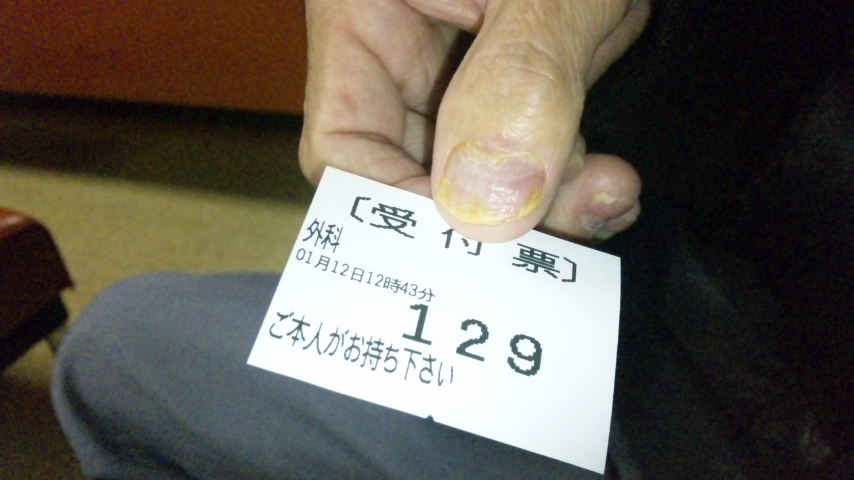 〔受付票〕
外科
01月12日12時43分
129
ご本人がお持ち下さい